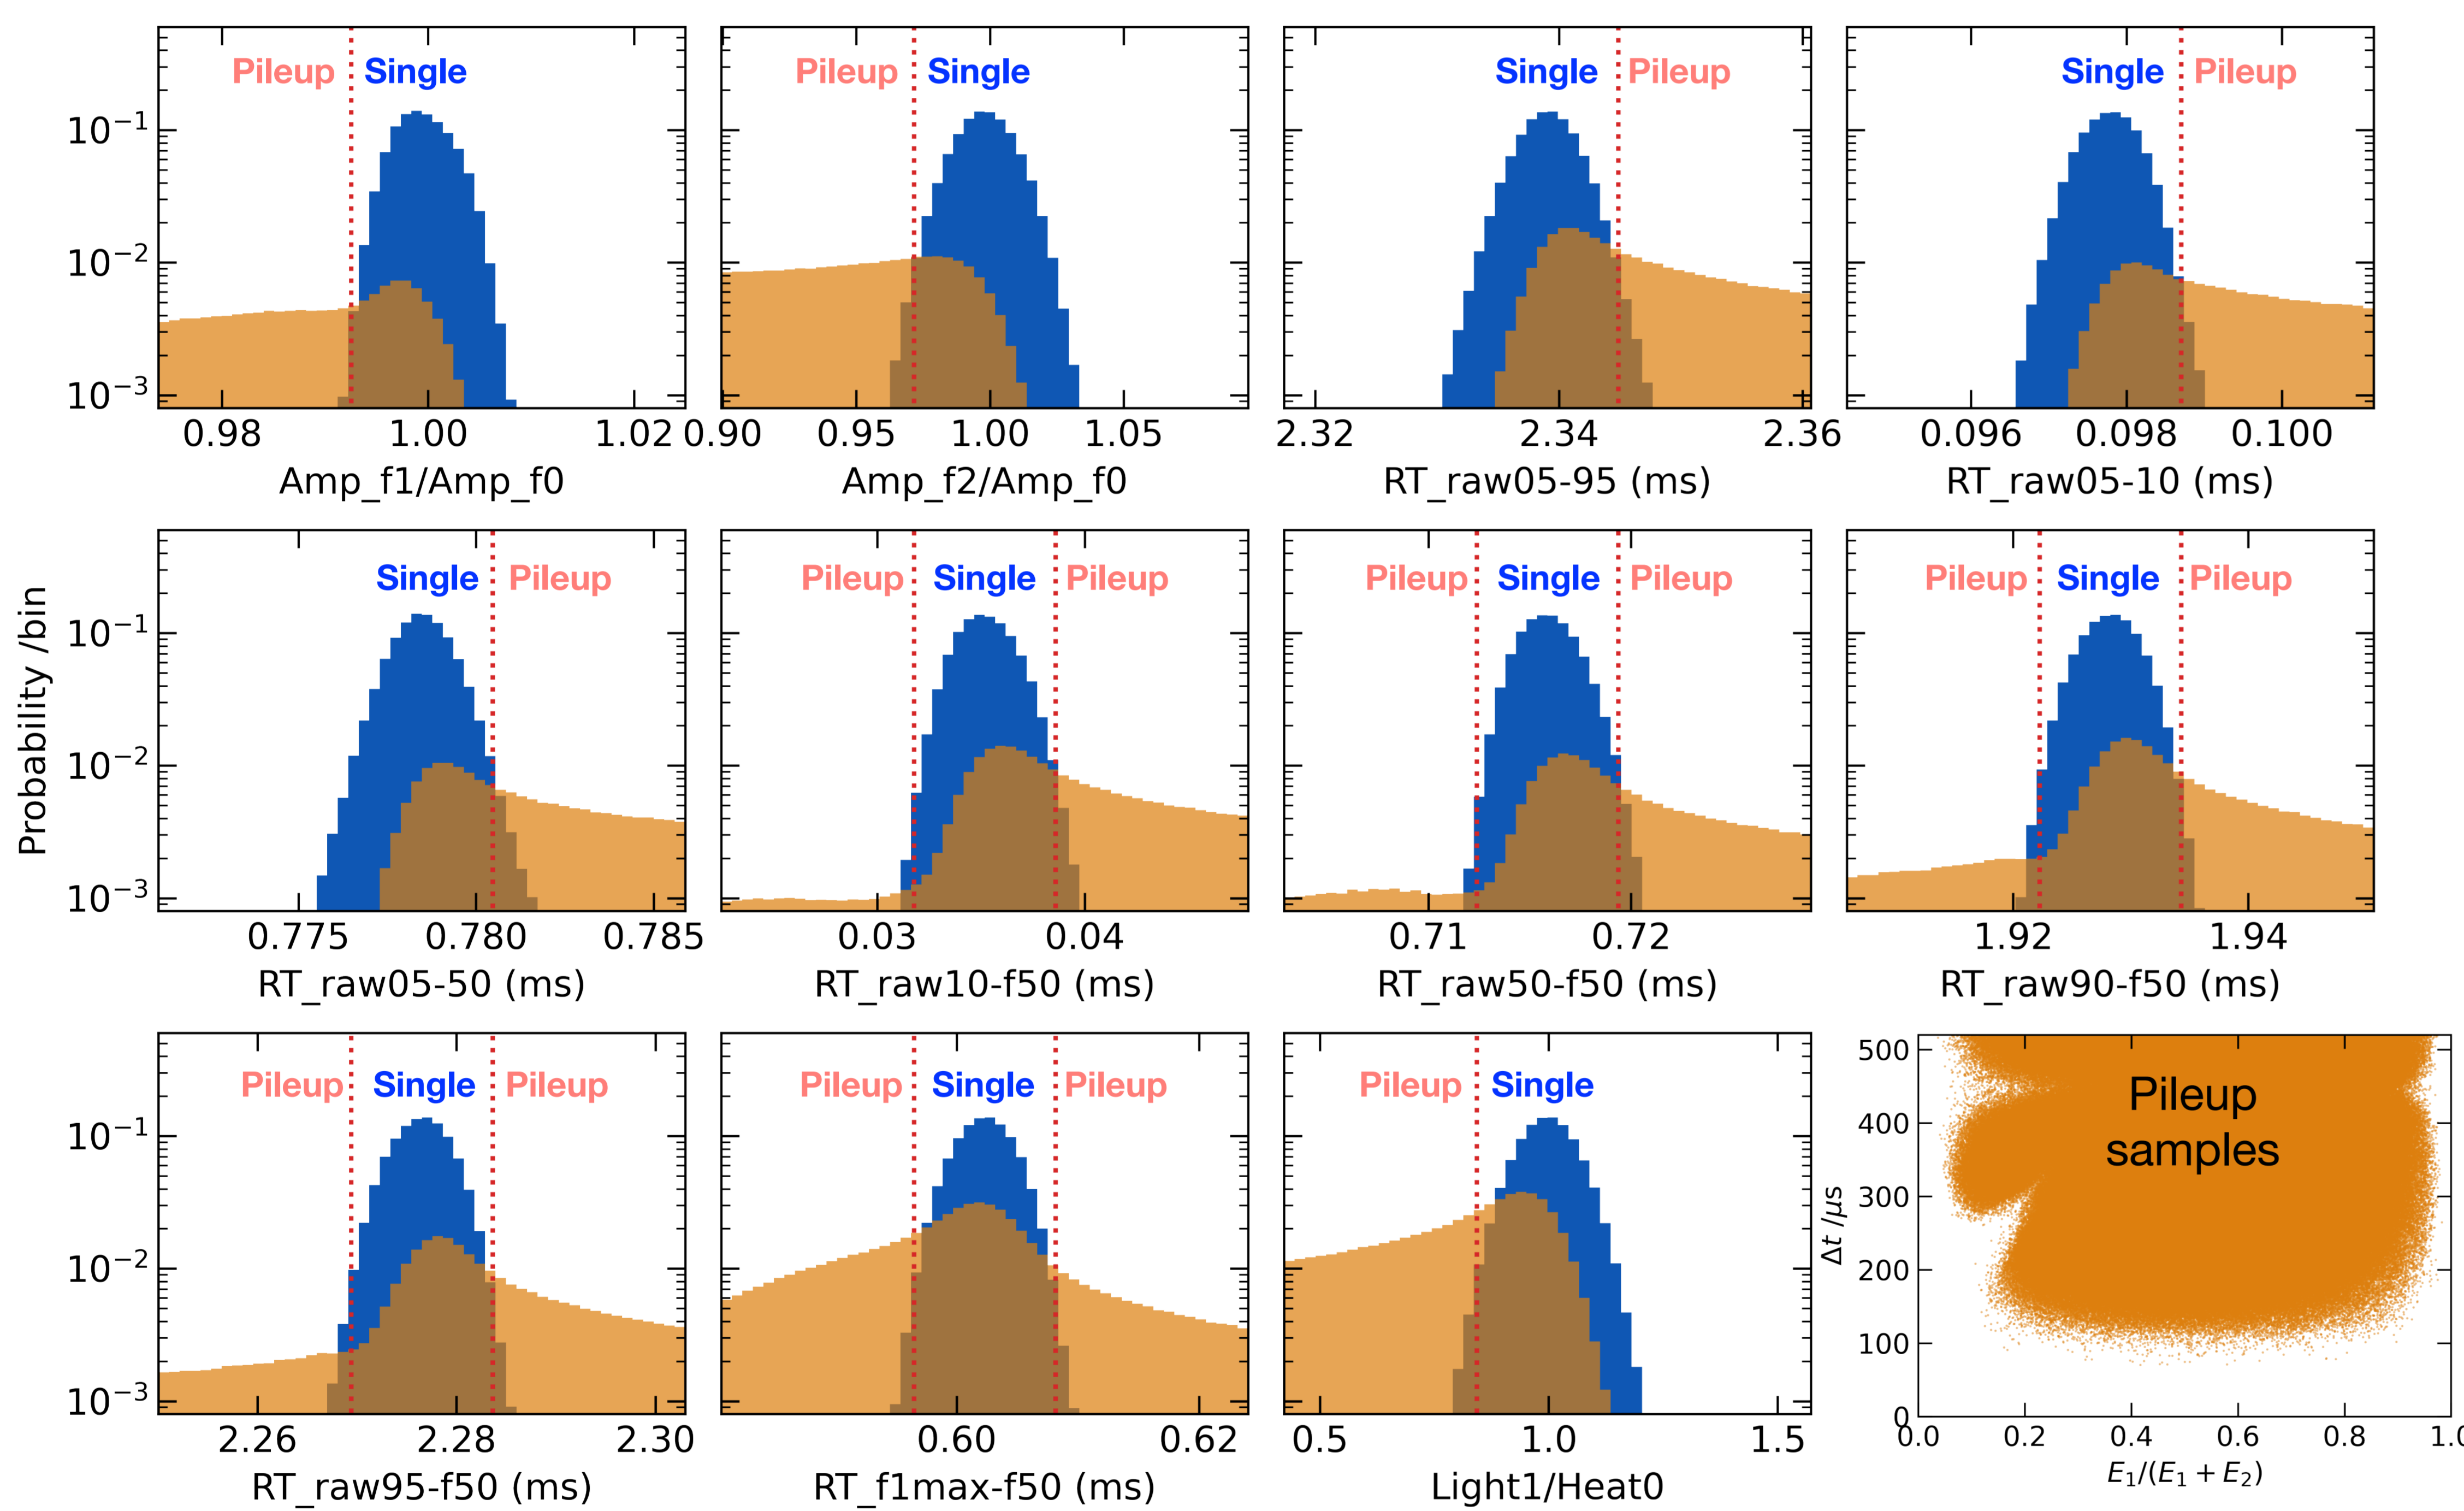 Pileup Single
Pileup Single
Single Pileup
Single Pileup
10⁻¹
10⁻²
10⁻³
0.98 1.00 1.02
0.90 0.95 1.00 1.05
2.32 2.34 2.36
0.096 0.098 0.100
Amp_f1/Amp_f0
Amp_f2/Amp_f0
RT_raw05-95 (ms)
RT_raw05-10 (ms)
Probability /bin
Single Pileup
Pileup Single Pileup
Pileup Single Pileup
Pileup Single Pileup
10⁻¹
10⁻²
10⁻³
0.775 0.780 0.785
0.03 0.04
0.71 0.72
1.92 1.94
RT_raw05-50 (ms)
RT_raw10-f50 (ms)
RT_raw50-f50 (ms)
RT_raw90-f50 (ms)
Pileup Single Pileup
Pileup Single Pileup
Pileup Single
10⁻¹
10⁻²
10⁻³
2.26 2.28 2.30
0.60 0.62
0.5 1.0 1.5
RT_raw95-f50 (ms)
RT_f1max-f50 (ms)
Light1/Heat0
Pileup
samples
Δt /μs
500
400
300
200
100
0
0.0 0.2 0.4 0.6 0.8
E₁/(E₁ + E₂)